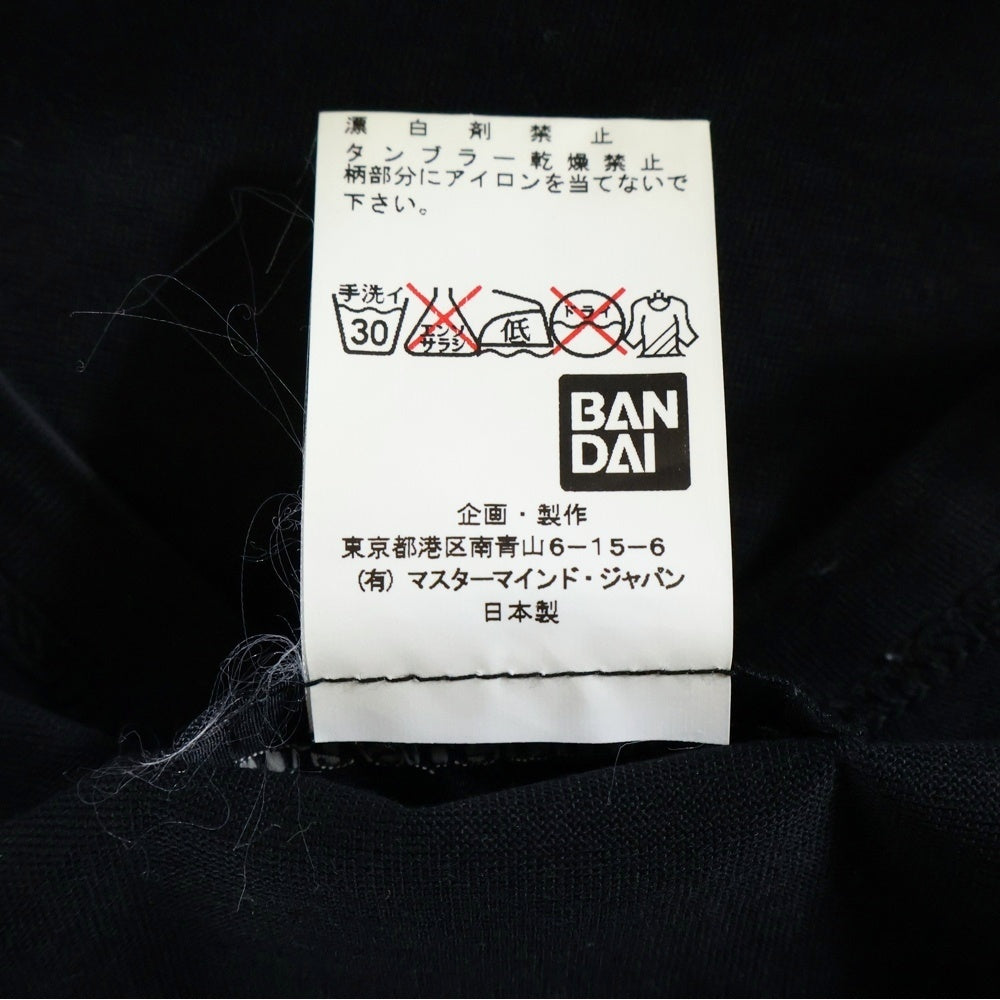 漂白剤禁止
タンブラー乾燥禁止
柄部分にアイロンを当てないで
下さい。
手洗イ
30
エンソ
サラシ
低
ドライ
BAN
DAI
企画・製作
東京都港区南青山6-15-6
(有)マスターマインド・ジャパン
日本製